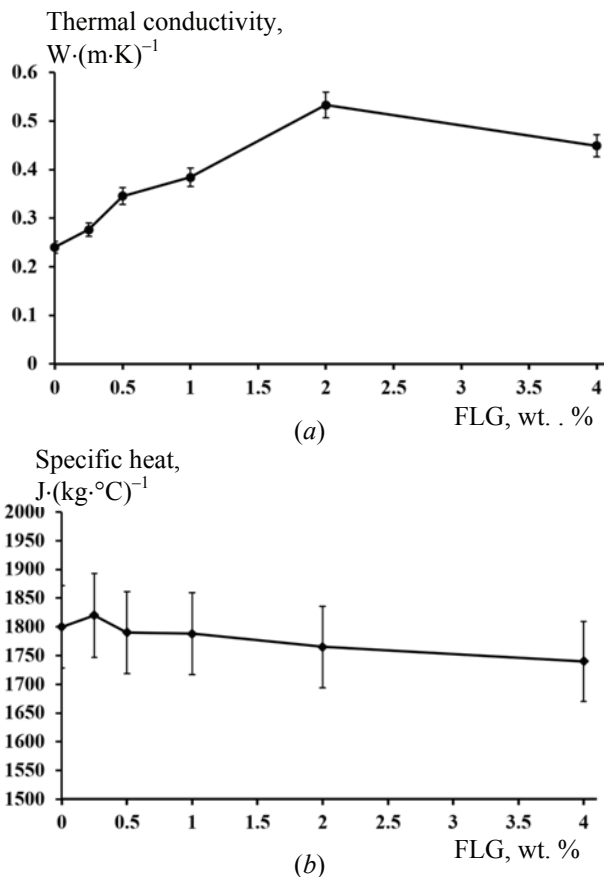 Thermal conductivity,
W·(m·K)⁻¹
0.6
0.5
0.4
0.3
0.2
0.1
0
0 0.5 1 1.5 2 2.5 3 3.5 4
(a) FLG, wt. . %
Specific heat,
J·(kg·°C)⁻¹
2000
1950
1900
1850
1800
1750
1700
1650
1600
1550
1500
0 0.5 1 1.5 2 2.5 3 3.5 4
(b) FLG, wt. %